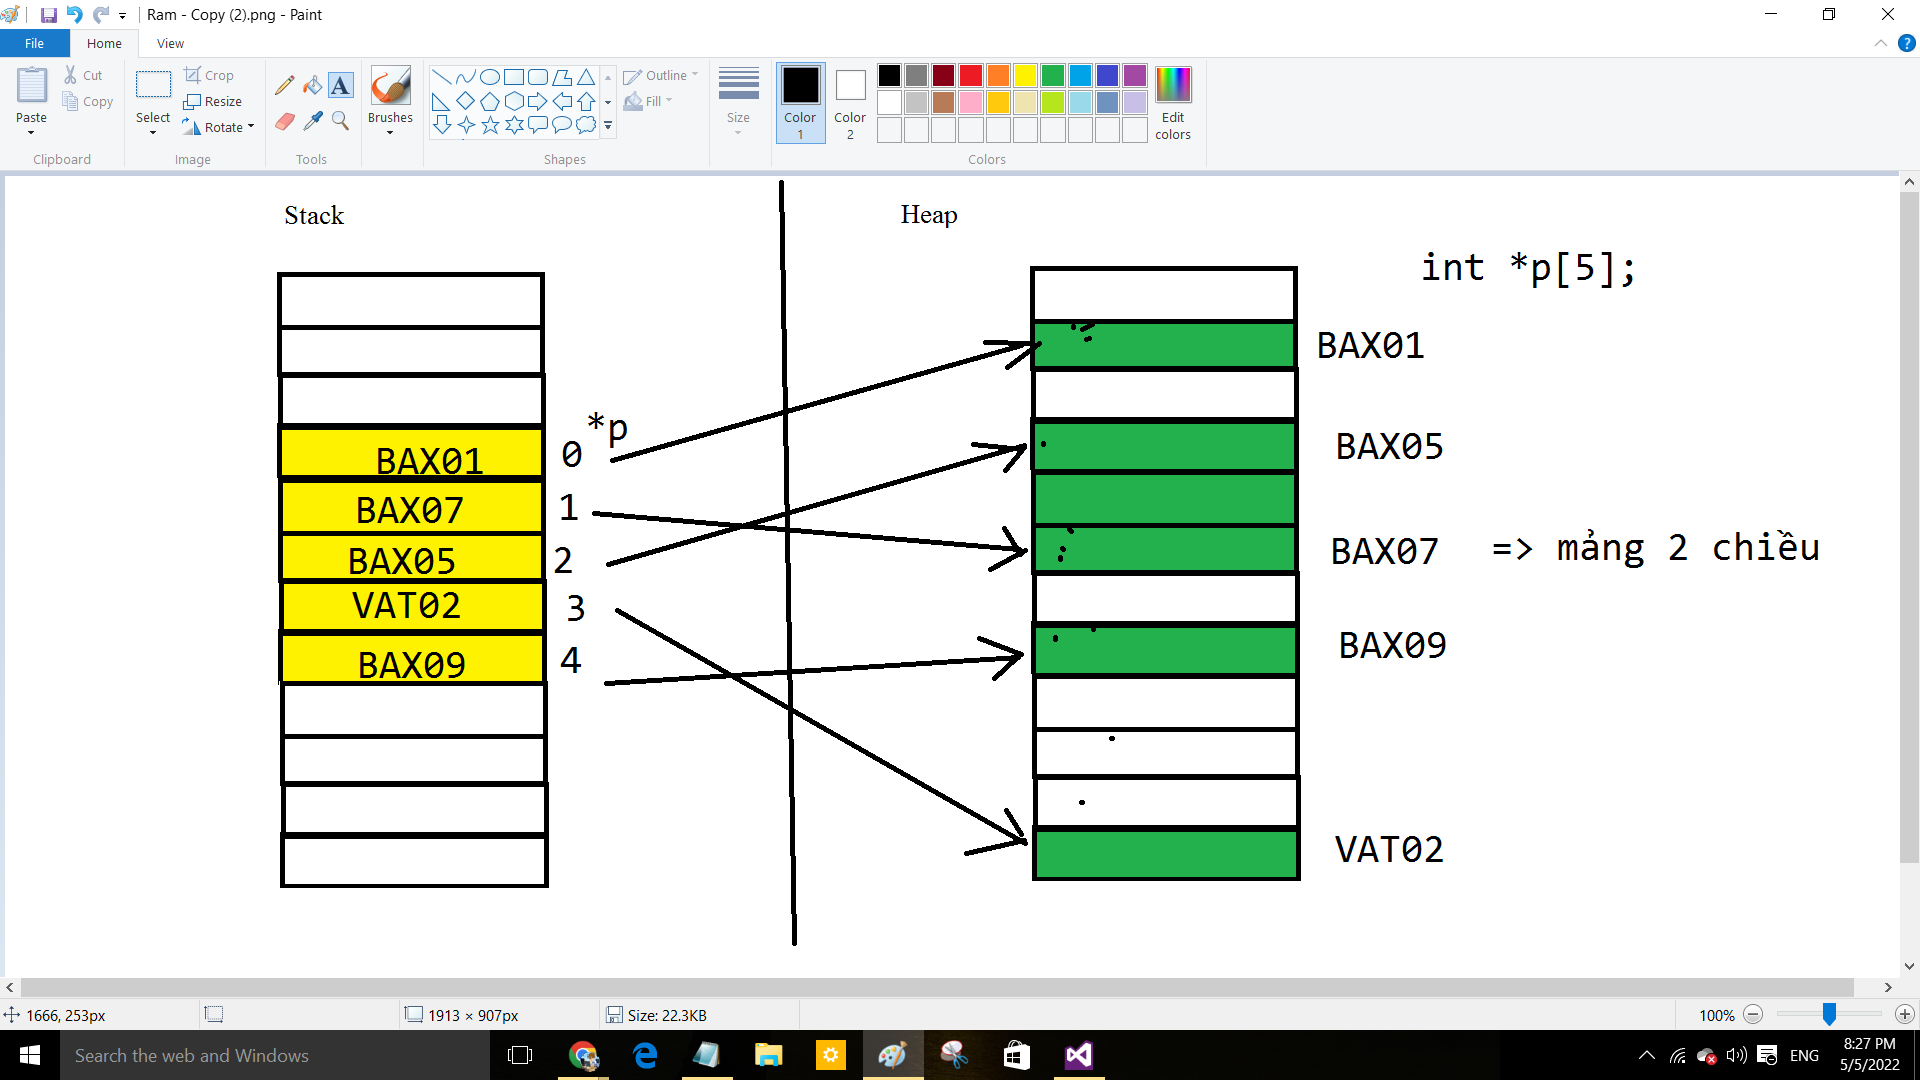 Ram - Copy (2).png - Paint
File Home View
Paste
Cut
Copy
Clipboard
Select
Crop
Resize
Rotate
Image
A
Tools
Brushes
Outline
Fill
Shapes
Size
Color 1
Color 2
Edit colors
Colors
Stack
Heap
int *p[5];
BAX01
*p
BAX05
BAX01 0
BAX07 1
BAX05 2
BAX07 => mảng 2 chiều
VAT02 3
BAX09 4
BAX09
VAT02
1666, 253px
1913 × 907px
Size: 22.3KB
100%
Search the web and Windows
ENG
8:27 PM
5/5/2022